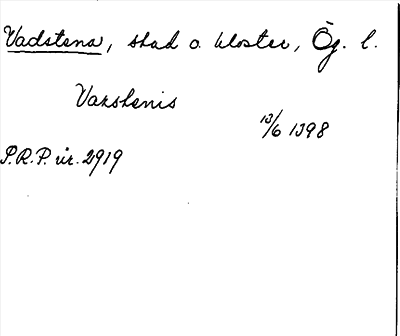 Vadstena, stad o. kloster, Ög. l.
Vazstenis
13/6 1398
S.R.P. nr. 2919